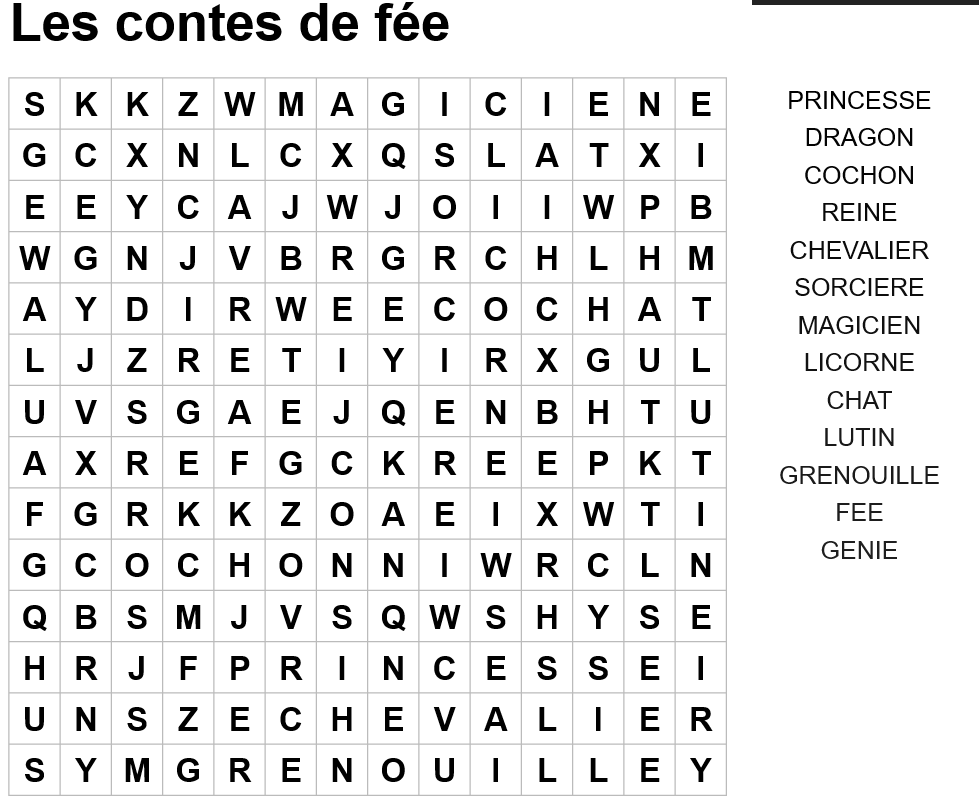 Les contes de fée
S K K Z W M A G I C I E N E
G C X N L C X Q S L A T X I
E E Y C A J W J O I I W P B
W G N J V B R G R C H L H M
A Y D I R W E E C O C H A T
L J Z R E T I Y I R X G U L
U V S G A E J Q E N B H T U
A X R E F G C K R E E P K T
F G R K K Z O A E I X W T I
G C O C H O N N I W R C L N
Q B S M J V S Q W S H Y S E
H R J F P R I N C E S S E I
U N S Z E C H E V A L I E R
S Y M G R E N O U I L L E Y
PRINCESSE
DRAGON
COCHON
REINE
CHEVALIER
SORCIERE
MAGICIEN
LICORNE
CHAT
LUTIN
GRENOUILLE
FEE
GENIE